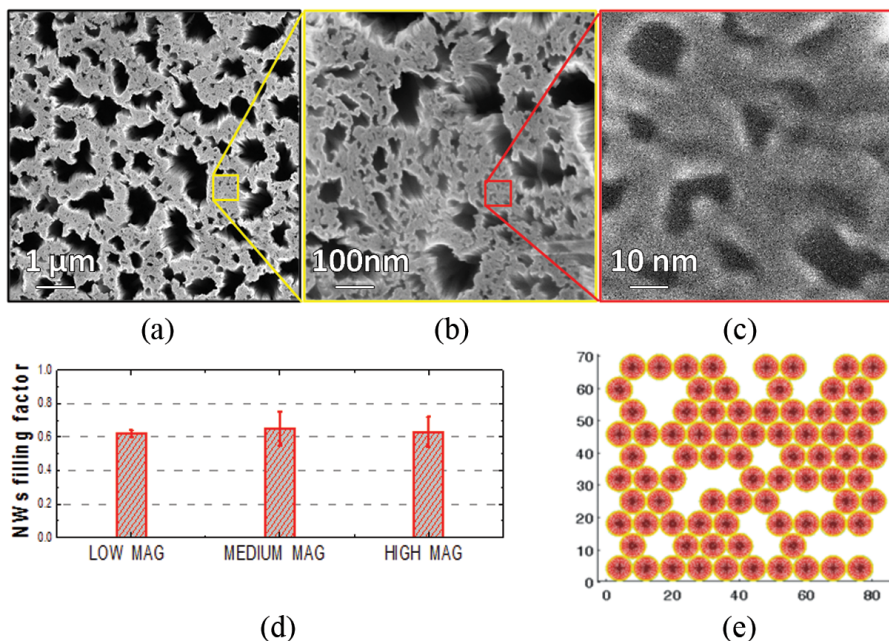 1 μm
100nm
10 nm
(a)
(b)
(c)
NWs filling factor
1.0
0.8
0.6
0.4
0.2
0.0
LOW MAG
MEDIUM MAG
HIGH MAG
(d)
70
60
50
40
30
20
10
0
0
20
40
60
80
(e)